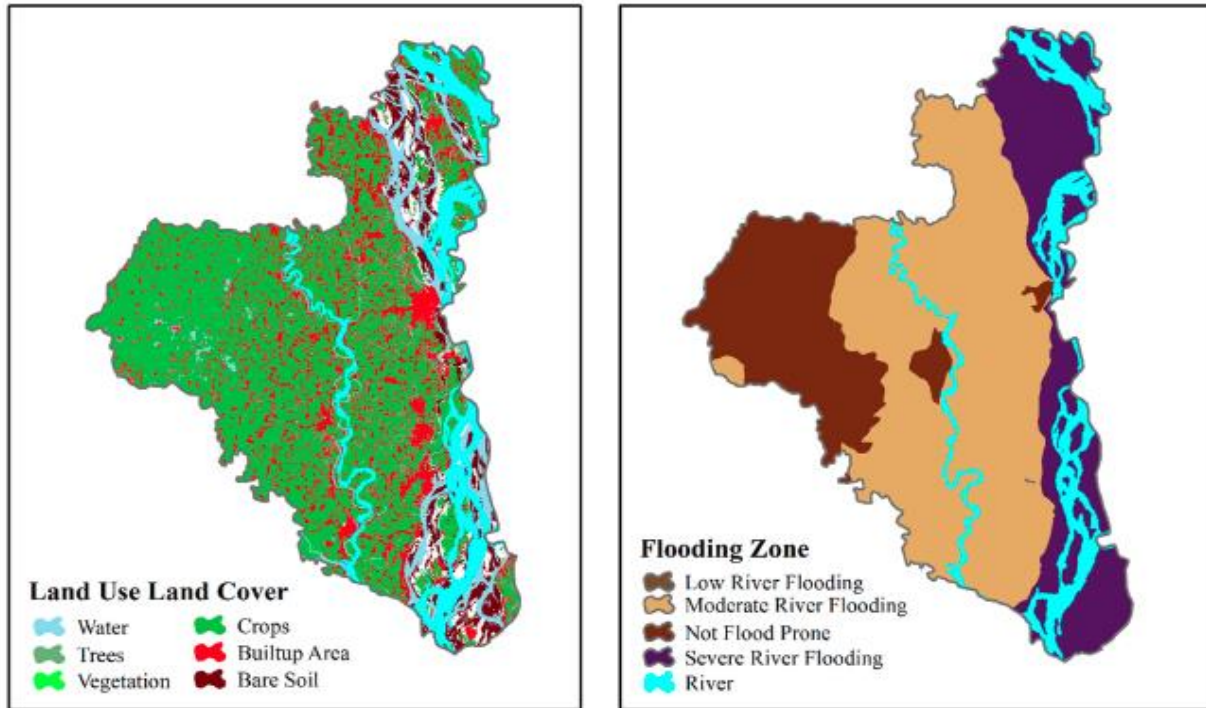 Land Use Land Cover
Water
Trees
Vegetation
Crops
Builtup Area
Bare Soil
Flooding Zone
Low River Flooding
Moderate River Flooding
Not Flood Prone
Severe River Flooding
River